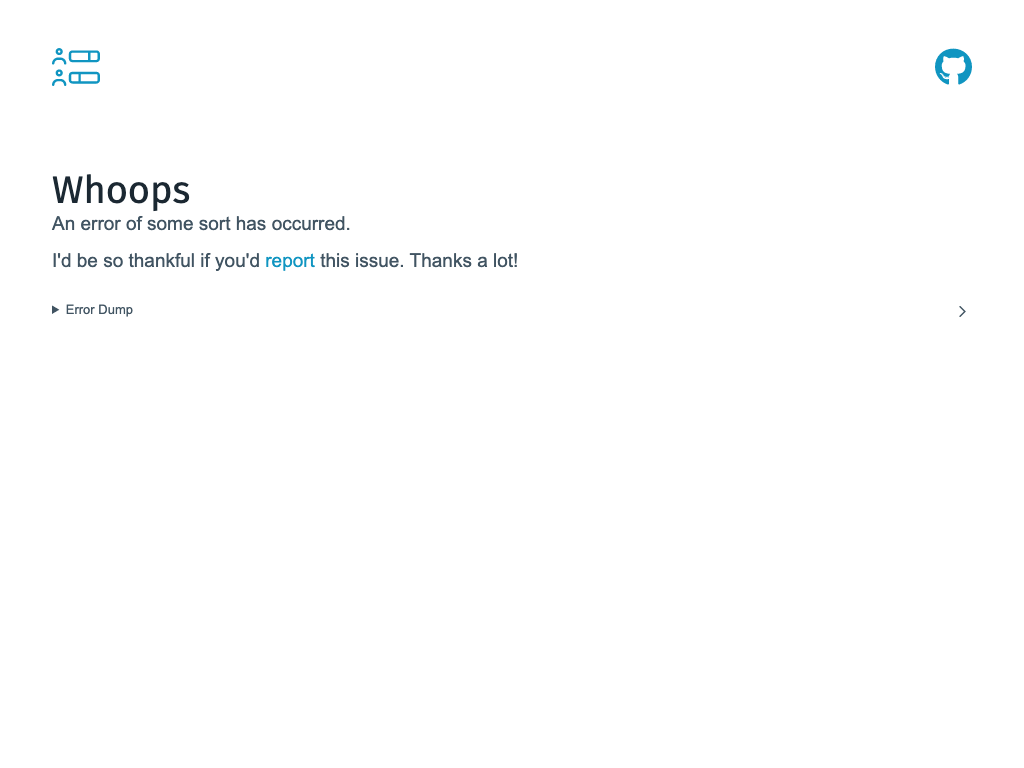 Whoops
An error of some sort has occurred.
I'd be so thankful if you'd report this issue. Thanks a lot!
Error Dump